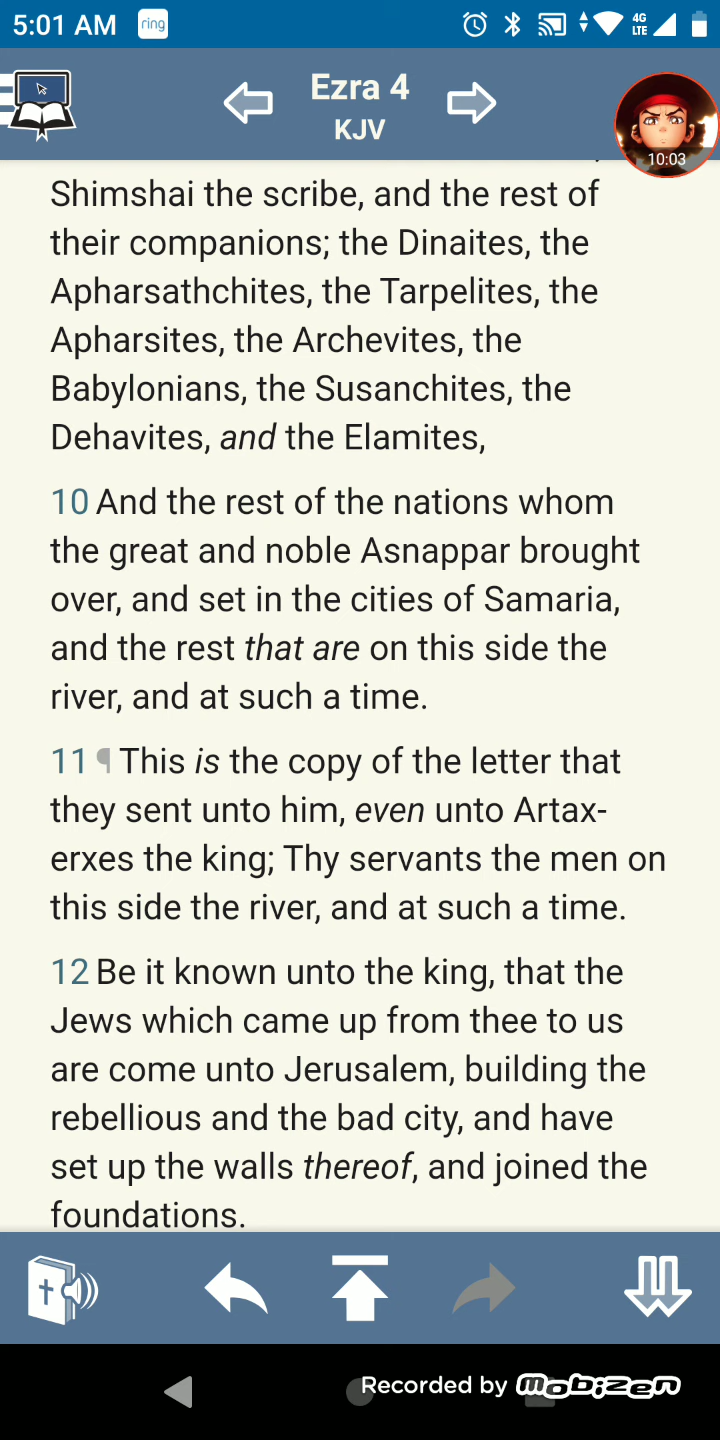 5:01 AM ring 4G LTE
Ezra 4
KJV
10:03
Shimshai the scribe, and the rest of
their companions; the Dinaites, the
Apharsathchites, the Tarpelites, the
Apharsites, the Archevites, the
Babylonians, the Susanchites, the
Dehavites, and the Elamites,
10 And the rest of the nations whom
the great and noble Asnappar brought
over, and set in the cities of Samaria,
and the rest that are on this side the
river, and at such a time.
11 ¶ This is the copy of the letter that
they sent unto him, even unto Artax-
erxes the king; Thy servants the men on
this side the river, and at such a time.
12 Be it known unto the king, that the
Jews which came up from thee to us
are come unto Jerusalem, building the
rebellious and the bad city, and have
set up the walls thereof, and joined the
foundations.
Recorded by mobizen